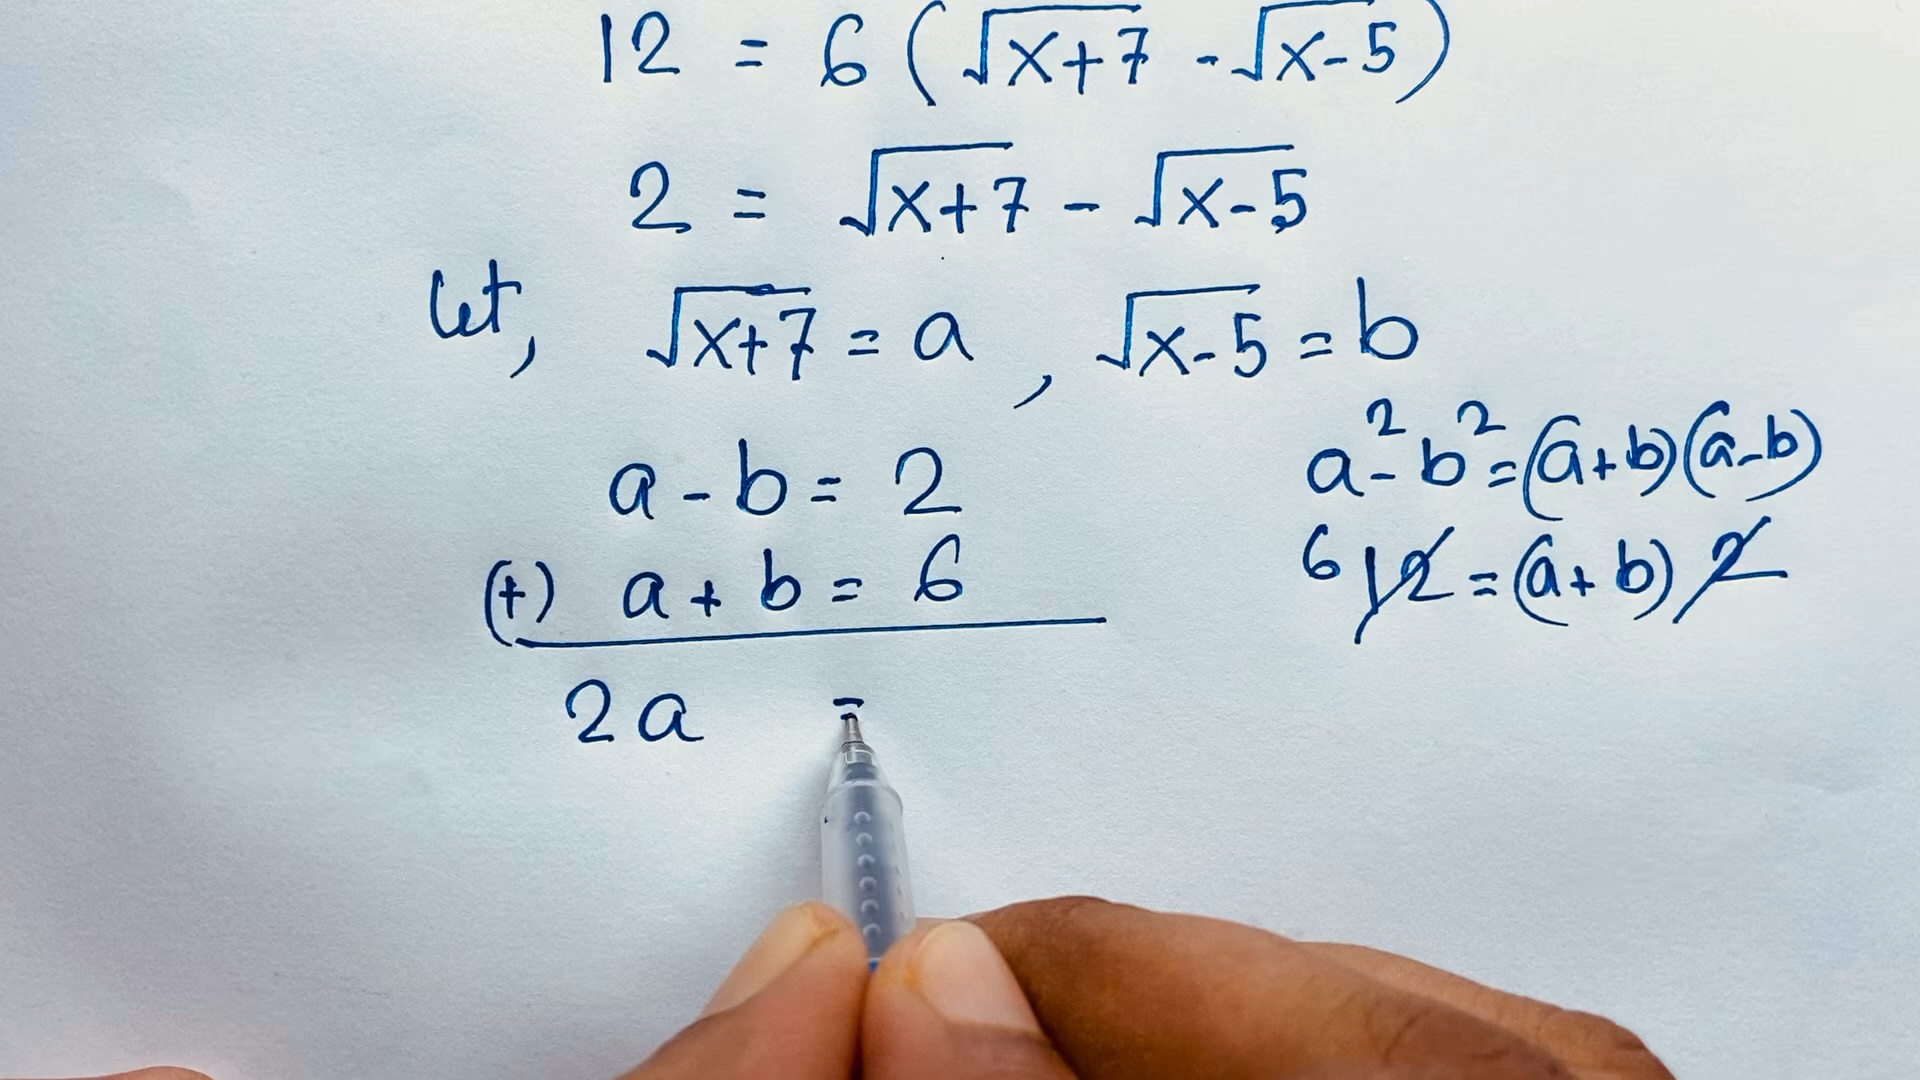 12 = 6 (√x+7 - √x-5)
2 = √x+7 - √x-5
let, √x+7 = a , √x-5 = b
a - b = 2
(+) a + b = 6
2a =
a² - b² = (a+b)(a-b)
6 12 = (a+b) 2